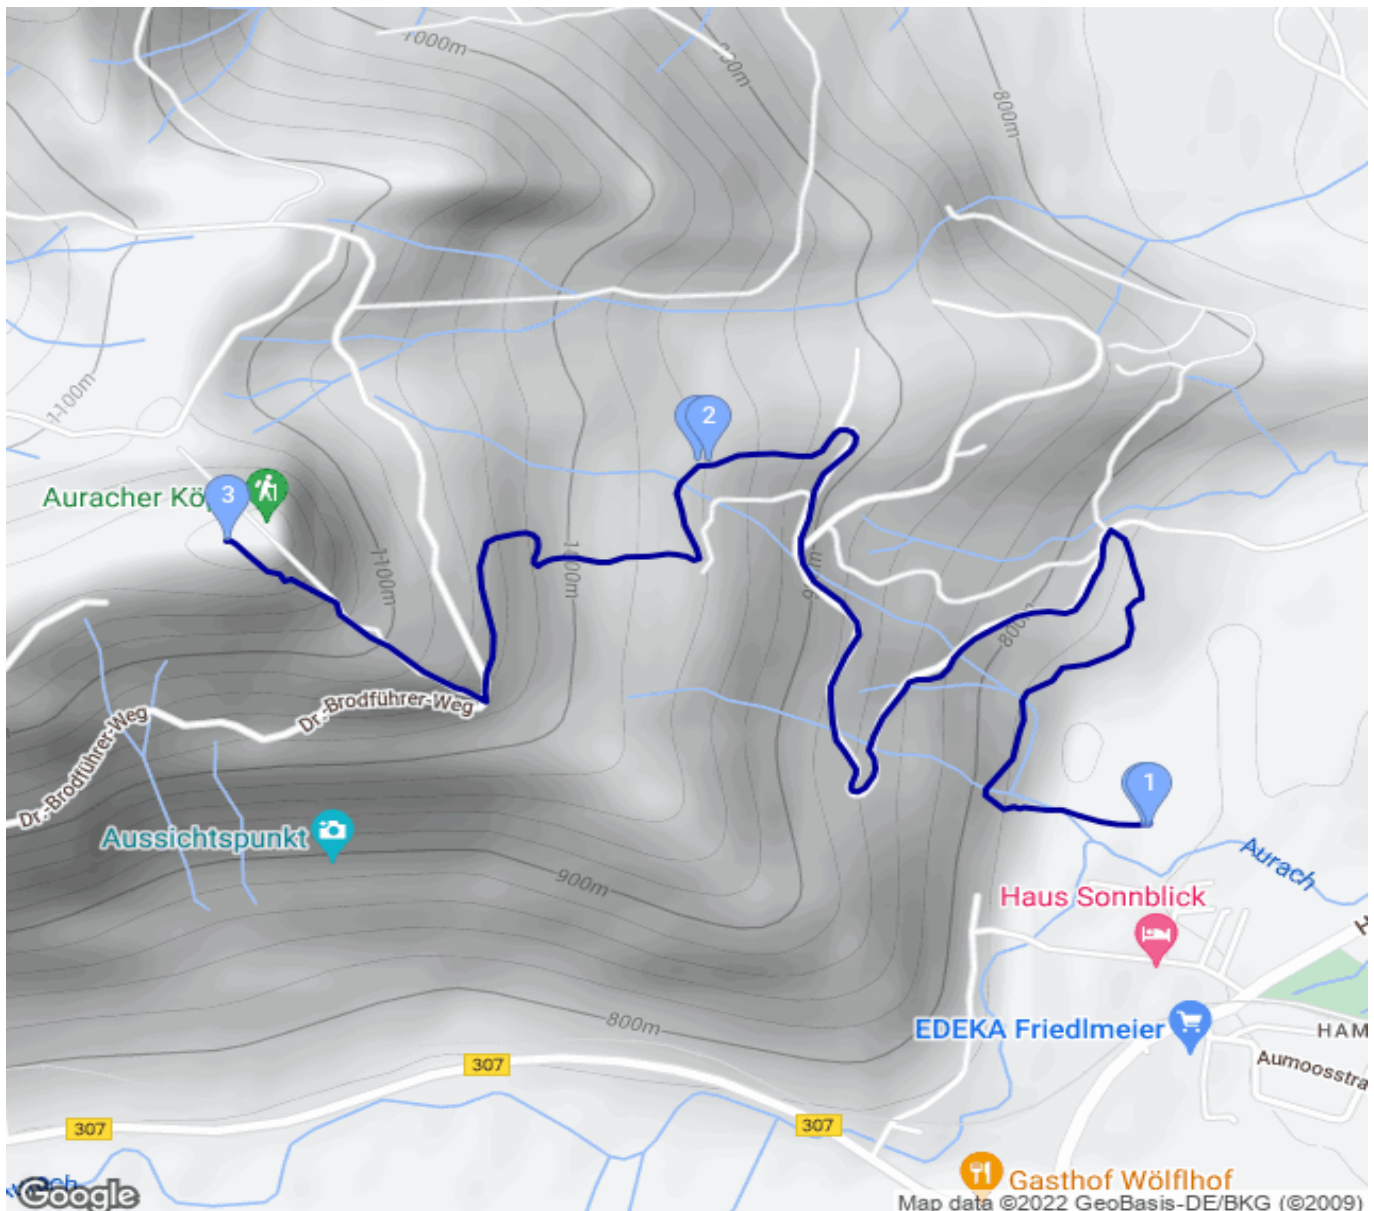 1000m
800m
1100m
2
Auracher Kö
3
1100m
1000m
800m
Dr.-Brodführer-Weg
Dr.-Brodführer-Weg
1
Aussichtspunkt
Aurach
900m
Haus Sonnblick
800m
EDEKA Friedlmeier
HAM
Aumoosstra
307
307
307
Gasthof Wölflhof
Google
Map data ©2022 GeoBasis-DE/BKG (©2009)